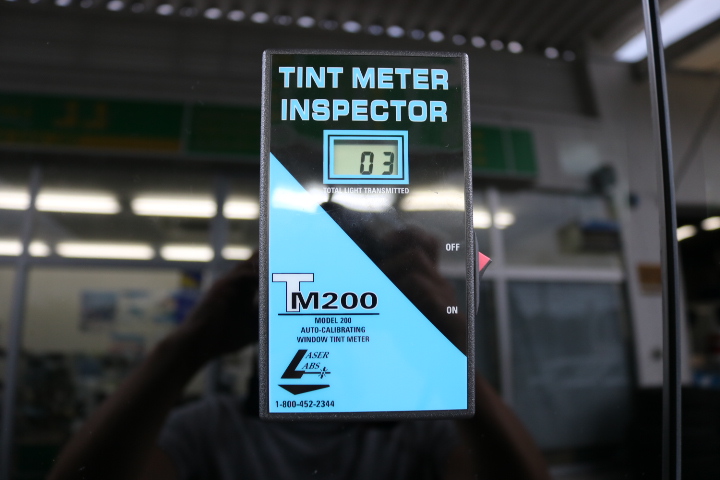 TINT METER
INSPECTOR
03
TOTAL LIGHT TRANSMITTED
OFF
ON
TM200
MODEL 200
AUTO-CALIBRATING
WINDOW TINT METER
LASER
LABS
1-800-452-2344